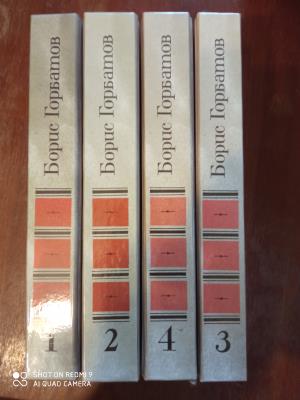 Борис Горбатов
1
Борис Горбатов
2
Борис Горбатов
4
Борис Горбатов
3
SHOT ON REDMI 9
AI QUAD CAMERA